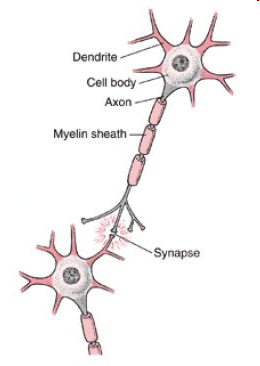 Dendrite
Cell body
Axon
Myelin sheath
Synapse